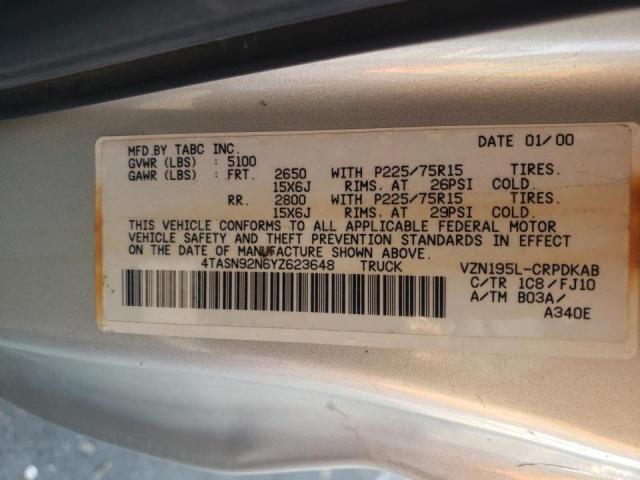 MFD.BY TABC INC. DATE 01/00
GVWR (LBS) : 5100
GAWR (LBS) : FRT. 2650 WITH P225/75R15 TIRES.
15X6J RIMS. AT 26PSI COLD.
RR. 2800 WITH P225/75R15 TIRES.
15X6J RIMS. AT 29PSI COLD.
THIS VEHICLE CONFORMS TO ALL APPLICABLE FEDERAL MOTOR
VEHICLE SAFETY AND THEFT PREVENTION STANDARDS IN EFFECT
ON THE DATE OF MANUFACTURE SHOWN ABOVE.
4TASN92N6YZ623648 TRUCK VZN195L-CRPDKAB
C/TR 1C8/FJ10
A/TM B03A/
A340E